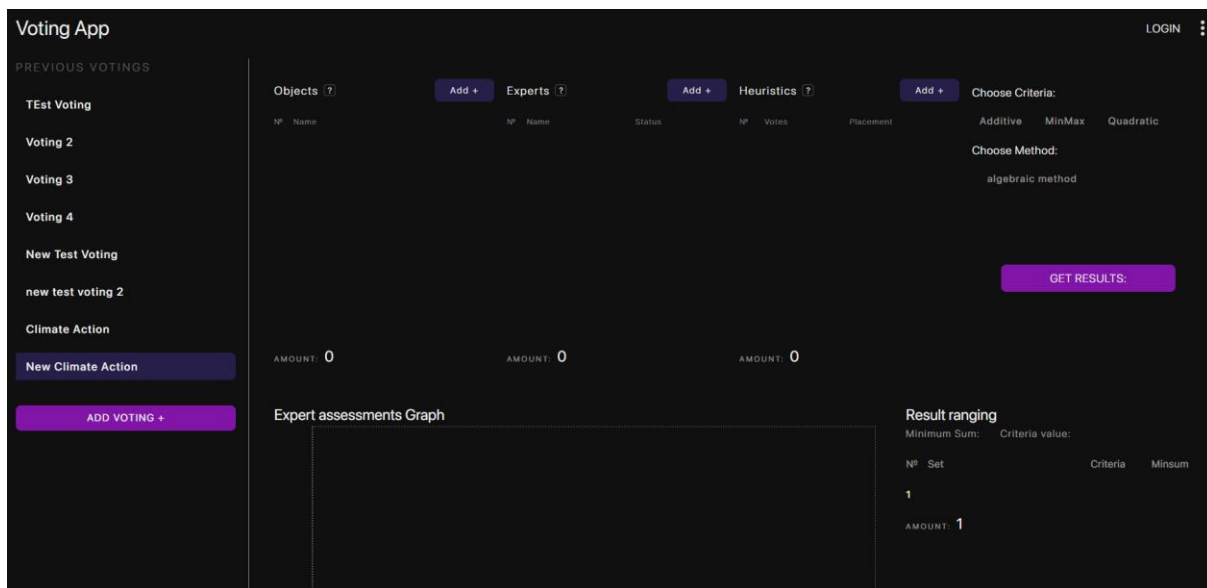 Voting App
LOGIN
PREVIOUS VOTINGS
TEst Voting
Voting 2
Voting 3
Voting 4
New Test Voting
new test voting 2
Climate Action
New Climate Action
ADD VOTING +
Objects ? Add +
Nº Name
AMOUNT: 0
Experts ? Add +
Nº Name Status
AMOUNT: 0
Heuristics ? Add +
Nº Votes Placement
AMOUNT: 0
Choose Criteria:
Additive MinMax Quadratic
Choose Method:
algebraic method
GET RESULTS:
Expert assessments Graph
Result ranging
Minimum Sum: Criteria value:
Nº Set Criteria Minsum
1
AMOUNT: 1